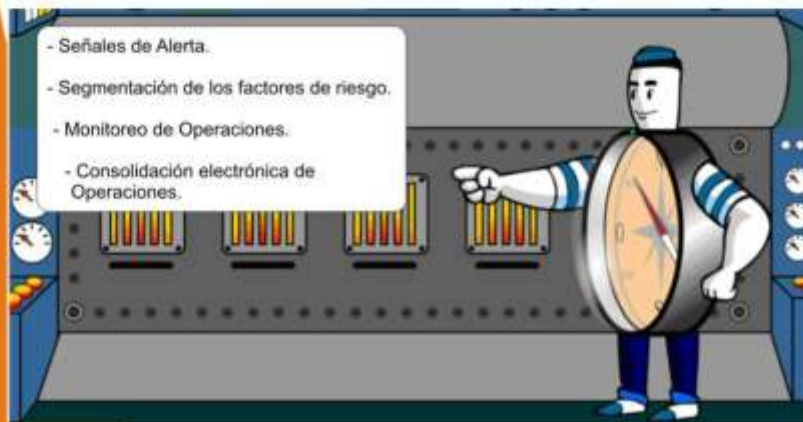 - Señales de Alerta.
- Segmentación de los factores de riesgo.
- Monitoreo de Operaciones.
- Consolidación electrónica de
Operaciones.